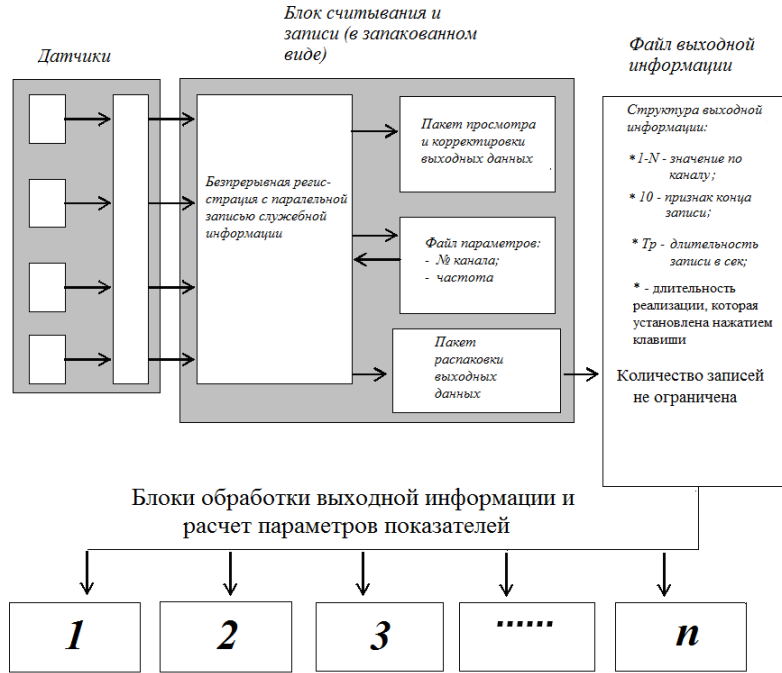 Датчики
Блок считывания и
записи (в запакованном
виде)
Файл выходной
информации
Безпрерывная регис-
страция с паралельной
записью служебной
информации
Пакет просмотра
и корректировки
выходных данных
Файл параметров:
- № канала;
- частота
Пакет
распаковки
выходных
данных
Структура выходной
информации:
* 1-N - значение по
каналу;
* 10 - признак конца
записи;
* Тр - длительность
записи в сек;
* - длительность
реализации, которая
установлена нажатием
клавиши
Количество записей
не ограничена
Блоки обработки выходной информации и
расчет параметров показателей
1
2
3
......
n